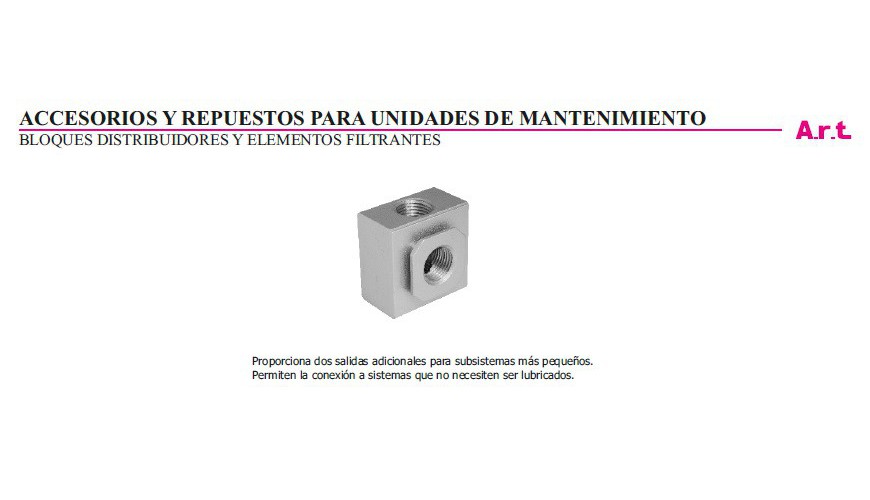 ACCESORIOS Y REPUESTOS PARA UNIDADES DE MANTENIMIENTO
A.r.t.
BLOQUES DISTRIBUIDORES Y ELEMENTOS FILTRANTES
Proporciona dos salidas adicionales para subsistemas más pequeños.
Permiten la conexión a sistemas que no necesiten ser lubricados.